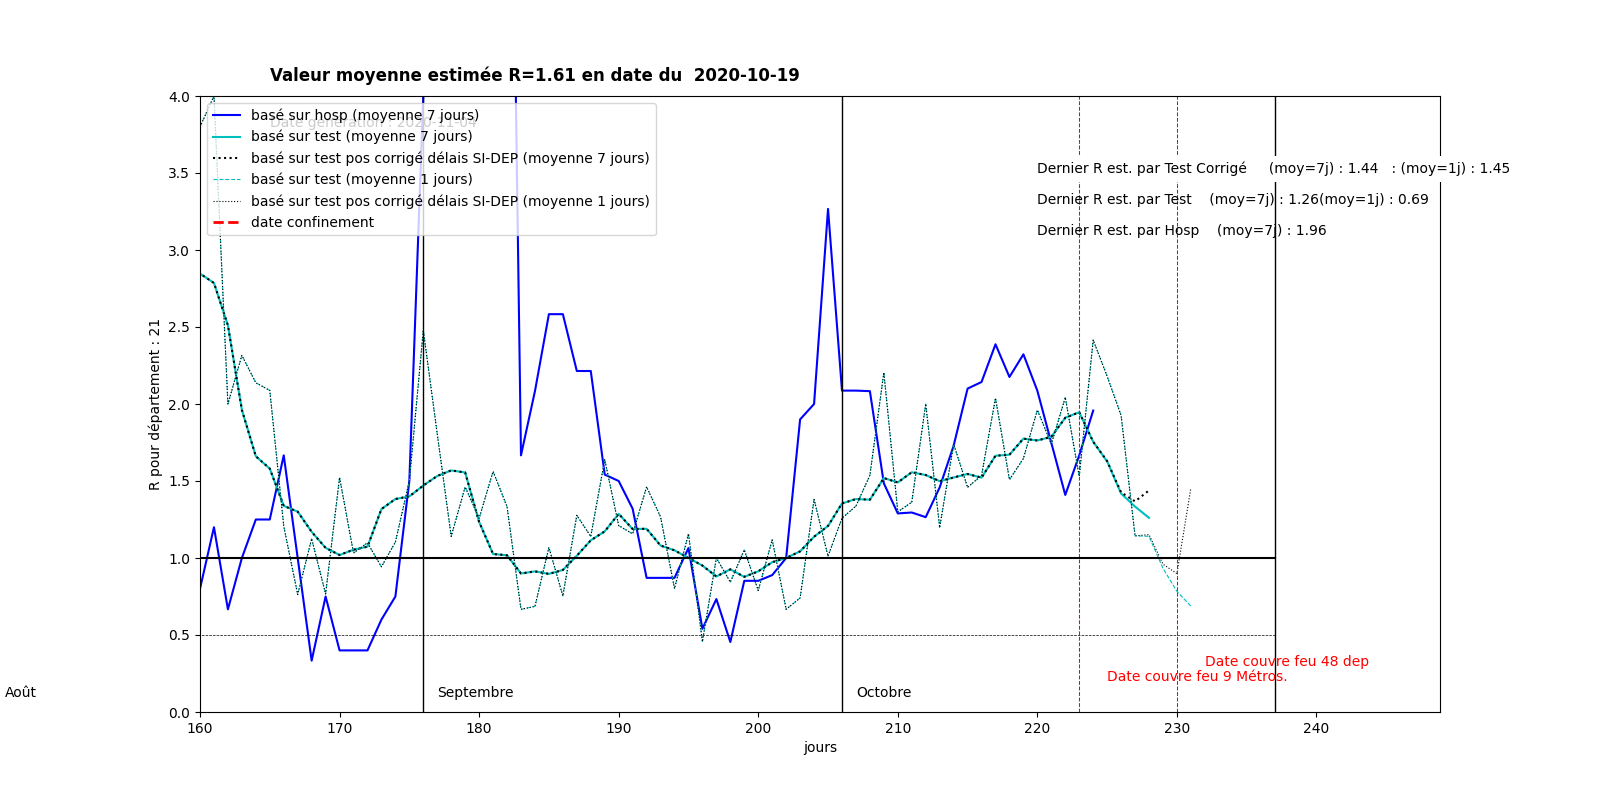 Valeur moyenne estimée R=1.61 en date du  2020-10-19
Date génération : 2020-11-04
basé sur hosp (moyenne 7 jours)
basé sur test (moyenne 7 jours)
basé sur test pos corrigé délais SI-DEP (moyenne 7 jours)
basé sur test (moyenne 1 jours)
basé sur test pos corrigé délais SI-DEP (moyenne 1 jours)
date confinement
Dernier R est. par Test Corrigé     (moy=7j) : 1.44   : (moy=1j) : 1.45
Dernier R est. par Test    (moy=7j) : 1.26(moy=1j) : 0.69
Dernier R est. par Hosp    (moy=7j) : 1.96
R pour département : 21
4.0
3.5
3.0
2.5
2.0
1.5
1.0
0.5
0.0
Date couvre feu 48 dep
Date couvre feu 9 Métros.
Août
Septembre
Octobre
160 170 180 190 200 210 220 230 240
jours